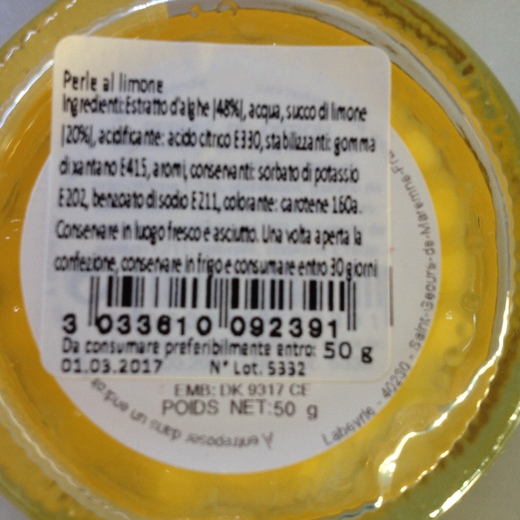 Perle al limone
Ingredienti: Estratto d'alghe (48%), acqua, succo di limone
(20%), acidificante: acido citrico E330, stabilizzanti: gomma
di xantano E415, aromi, conservanti: sorbato di potassio
E202, benzoato di sodio E211, colorante: carotene 160a.
Conservare in luogo fresco e asciutto. Una volta aperta la
confezione, conservare in frigo e consumare entro 30 giorni
3 033610 092391
Da consumare preferibilmente entro: 50 g
01.03.2017 N° Lot. 5332
EMB: DK 9317 CE
POIDS NET: 50 g
À entreposer dans un endroit
Labeyrie - 40230 - Saint-Geours-de-Maremne-Fra